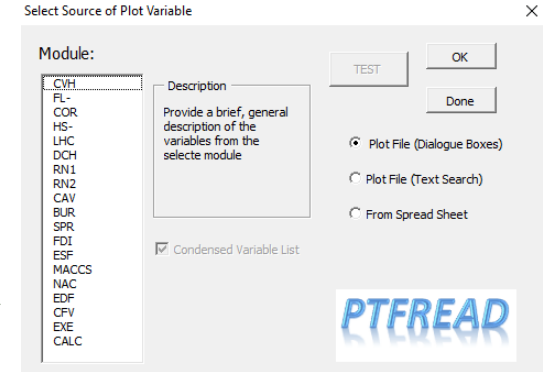 Select Source of Plot Variable
Module:
CVH
FL-
COR
HS-
LHC
DCH
RN1
RN2
CAV
BUR
SPR
FDI
ESF
MACCS
NAC
EDF
CFV
EXE
CALC
Description
Provide a brief, general
description of the
variables from the
selecte module
Condensed Variable List
TEST
OK
Done
Plot File (Dialogue Boxes)
Plot File (Text Search)
From Spread Sheet
PTFREAD